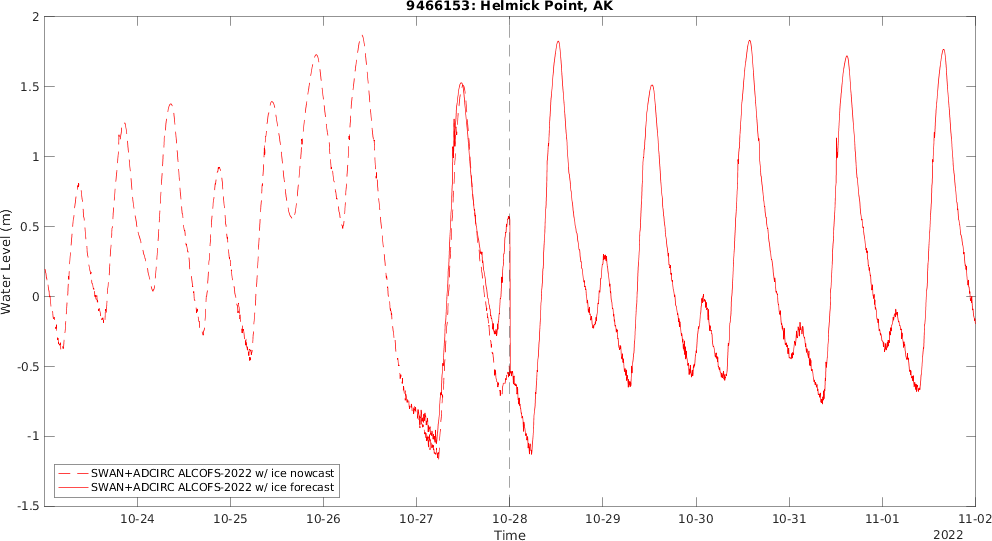 9466153: Helmick Point, AK
2
1.5
1
0.5
0
-0.5
-1
-1.5
Water Level (m)
SWAN+ADCIRC ALCOFS-2022 w/ ice nowcast
SWAN+ADCIRC ALCOFS-2022 w/ ice forecast
10-24 10-25 10-26 10-27 10-28 10-29 10-30 10-31 11-01 11-02
Time
2022